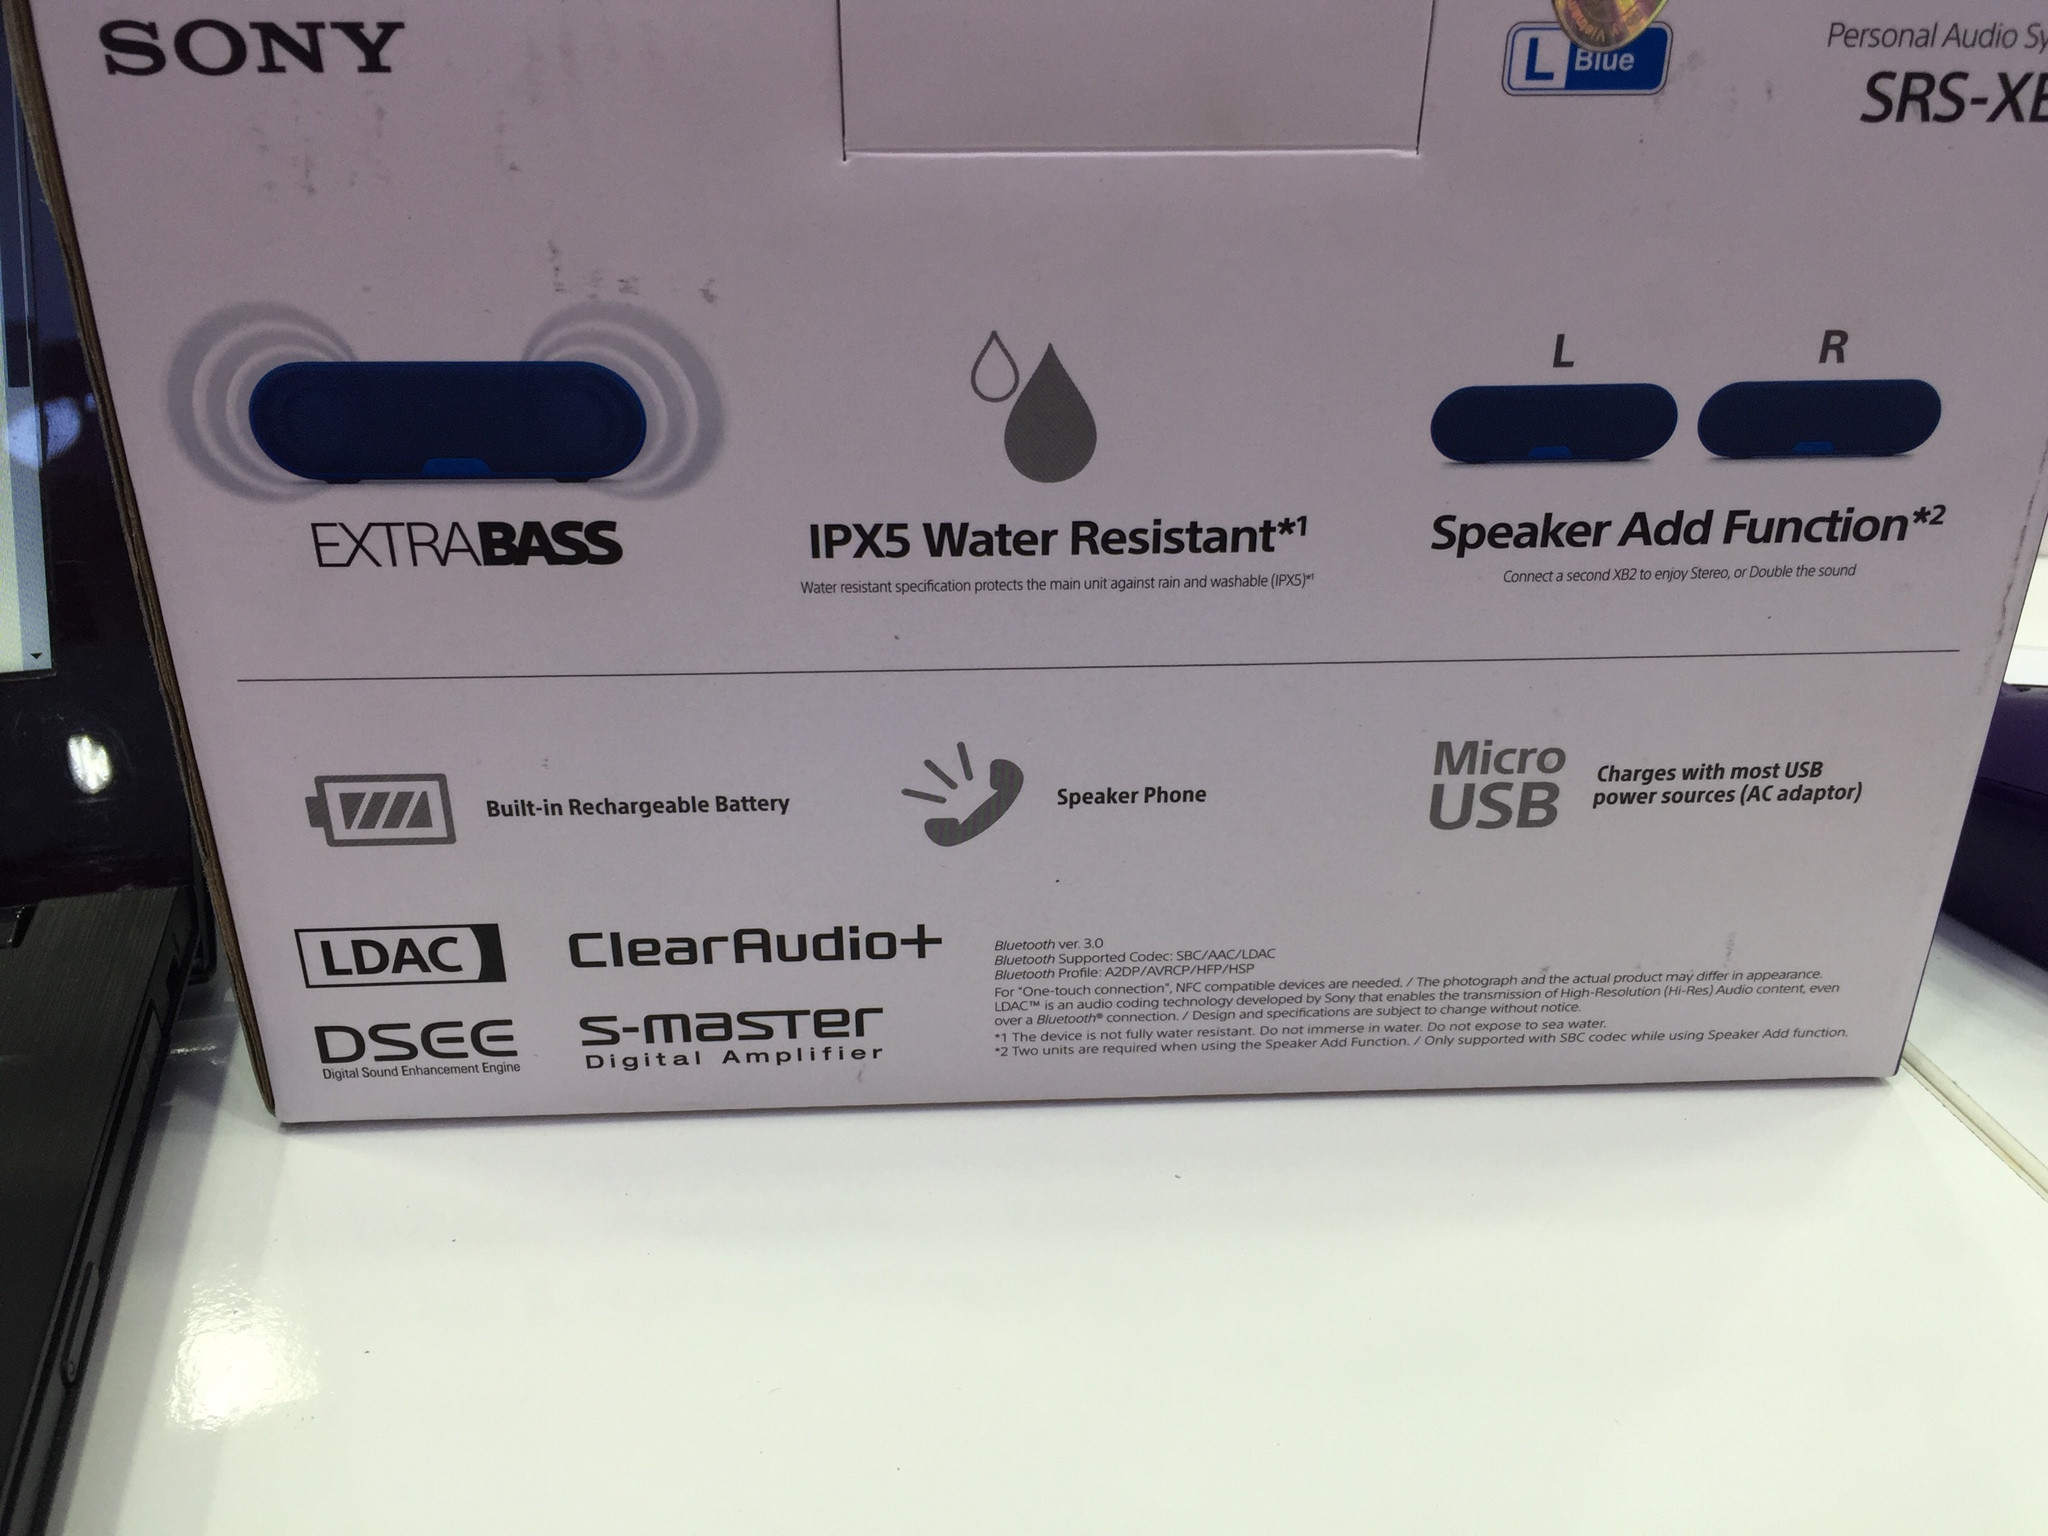 SONY
L Blue
Personal Audio
SRS-XB
L R
EXTRABASS
IPX5 Water Resistant*1
Water resistant specification protects the main unit against rain and washable (IPX5)*1
Speaker Add Function*2
Connect a second XB2 to enjoy Stereo, or Double the sound
Built-in Rechargeable Battery
Speaker Phone
Micro
USB
Charges with most USB
power sources (AC adaptor)
LDAC
ClearAudio+
DSEE
Digital Sound Enhancement Engine
S-MASTER
Digital Amplifier
Bluetooth ver. 3.0
Bluetooth Supported Codec: SBC/AAC/LDAC
Bluetooth Profile: A2DP/AVRCP/HFP/HSP
For "One-touch connection", NFC compatible devices are needed. / The photograph and the actual product may differ in appearance.
LDAC™ is an audio coding technology developed by Sony that enables the transmission of High-Resolution (Hi-Res) Audio content, even
over a Bluetooth® connection. / Design and specifications are subject to change without notice.
*1 The device is not fully water resistant. Do not immerse in water. Do not expose to sea water.
*2 Two units are required when using the Speaker Add Function. / Only supported with SBC codec while using Speaker Add function.